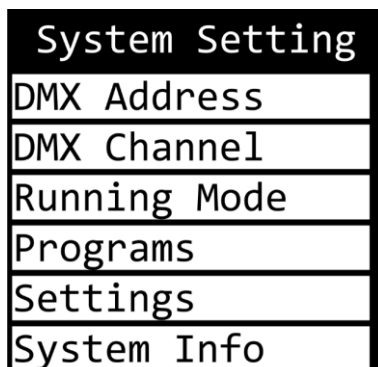 System Setting
DMX Address
DMX Channel
Running Mode
Programs
Settings
System Info